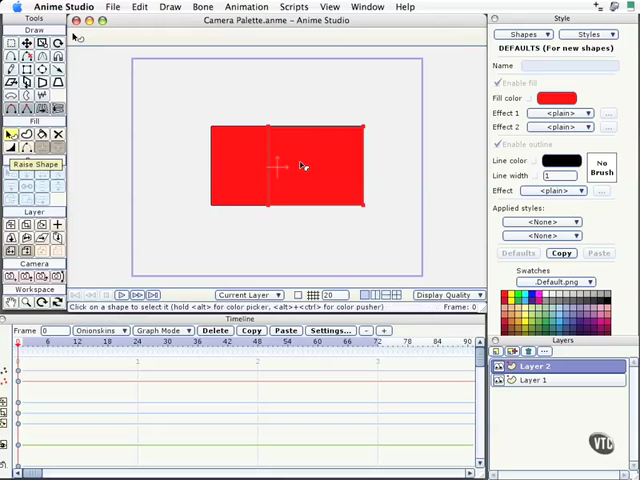 Anime Studio File Edit Draw Bone Animation Scripts View Window Help
Tools
Camera Palette.anme – Anime Studio
Style
Draw
Shapes
Styles
DEFAULTS (For new shapes)
Name
Enable fill
Fill color
Effect 1 <plain> ...
Effect 2 <plain> ...
Fill
Enable outline
Raise Shape
Line color
No Brush
Line width 1
Effect <plain> ...
Layer
Applied styles
<None>
<None>
Camera
Defaults Copy Paste
Swatches
.Default.png
Workspace
Current Layer 20 Display Quality
Click on a shape to select it (hold <alt> for color picker, <alt>+<ctrl> for color pusher) Frame: 0
Timeline
Frame 0 Onionskins Graph Mode Delete Copy Paste Settings... - +
0 6 12 18 24 30 36 42 48 54 60 66 72 78 84 90
0 1 2 3
Layers
...
Layer 2
Layer 1
VTC